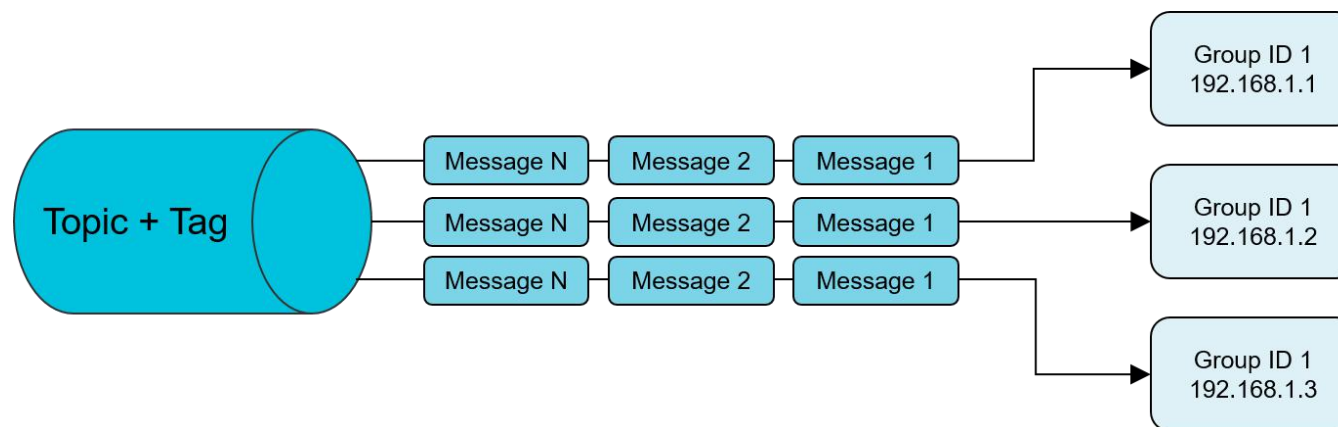 Topic + Tag
Message N
Message 2
Message 1
Message N
Message 2
Message 1
Message N
Message 2
Message 1
Group ID 1
192.168.1.1
Group ID 1
192.168.1.2
Group ID 1
192.168.1.3